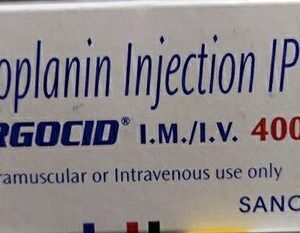 oplanin Injection IP
RGOCID® I.M./I.V. 400
ramuscular or Intravenous use only
SANO